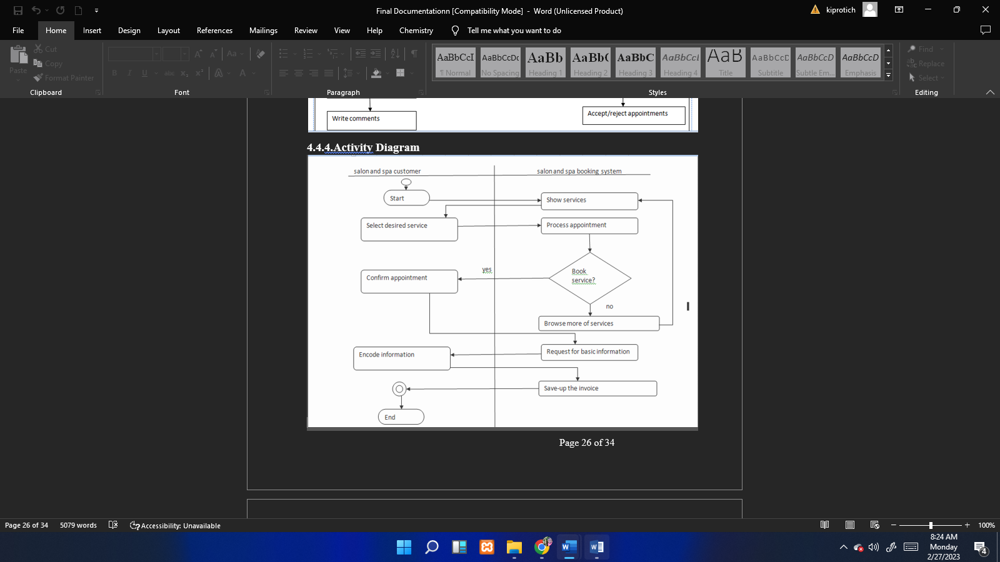 Final Documentationn [Compatibility Mode] - Word (Unlicensed Product)
kiprotich
File Home Insert Design Layout References Mailings Review View Help Chemistry Tell me what you want to do
Paste
Cut
Copy
Format Painter
Clipboard
Aa
B I U abc x₂ x² A A
Font
Paragraph
AaBbCcI AaBbCcDc AaBb AaBb( AaBbC AaBbCcI AaB AaBbCcD AaBbCcD AaBbCcD
¶ Normal No Spacing Heading 1 Heading 2 Heading 3 Heading 4 Title Subtitle Subtle Em... Emphasis
Styles
Find
Replace
Select
Editing
Write comments
Accept/reject appointments
4.4.4.Activity Diagram
salon and spa customer
salon and spa booking system
Start
Show services
Select desired service
Process appointment
yes
Book
service?
Confirm appointment
no
Browse more of services
Request for basic information
Encode information
Save-up the invoice
End
Page 26 of 34
Page 26 of 34 5079 words Accessibility: Unavailable
100%
8:24 AM
Monday
2/27/2023
4